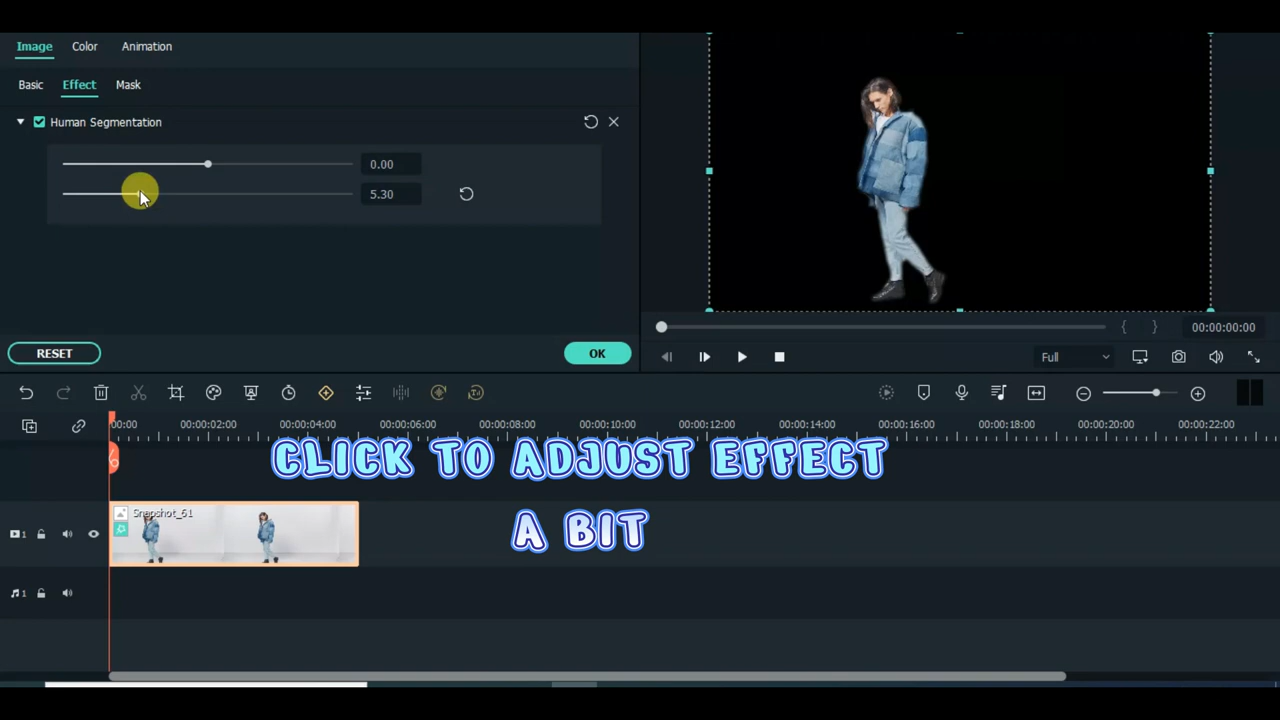 Image Color Animation
Basic Effect Mask
Human Segmentation
0.00
5.30
RESET
OK
00:00:00:00
Full
00:00 00:00:02:00 00:00:04:00 00:00:06:00 00:00:08:00 00:00:10:00 00:00:12:00 00:00:14:00 00:00:16:00 00:00:18:00 00:00:20:00 00:00:22:00
CLICK TO ADJUST EFFECT
A BIT
Snapshot_61
1
1